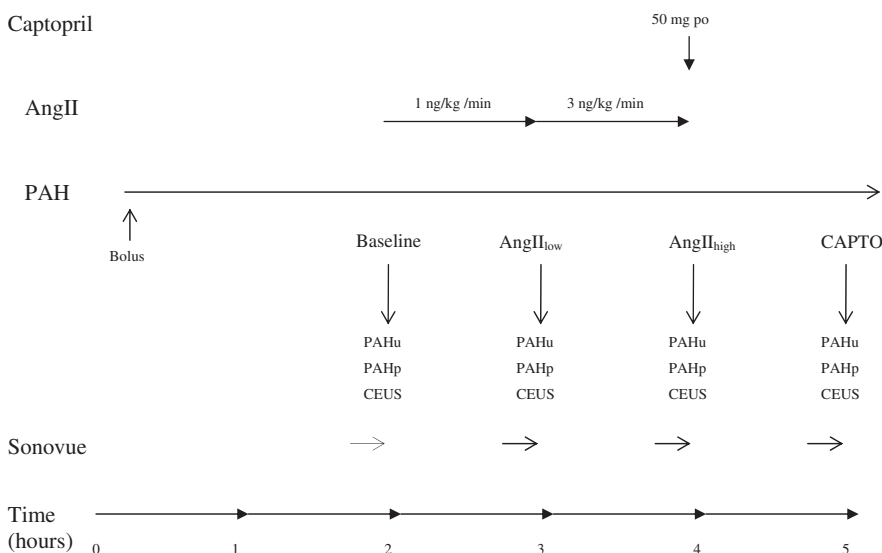 Captopril
50 mg po
AngII
1 ng/kg /min 3 ng/kg /min
PAH
Bolus
Baseline AngIIlow AngIIhigh CAPTO
PAHu PAHu PAHu PAHu
PAHp PAHp PAHp PAHp
CEUS CEUS CEUS CEUS
Sonovue
Time
(hours)
0 1 2 3 4 5